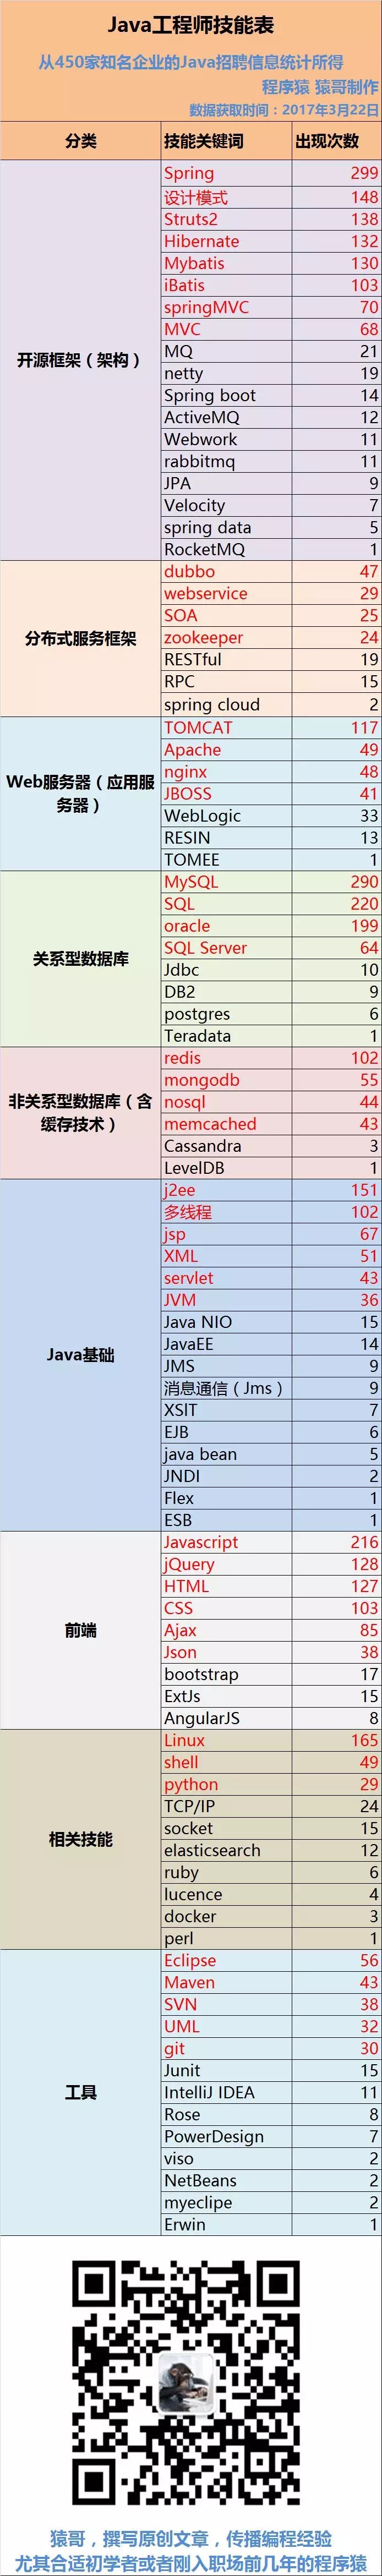 Java工程师技能表
从450家知名企业的Java招聘信息统计所得
程序猿 猿哥制作
数据获取时间：2017年3月22日
分类 技能关键词 出现次数
开源框架（架构）
Spring 299
设计模式 148
Struts2 138
Hibernate 132
Mybatis 130
iBatis 103
springMVC 70
MVC 68
MQ 21
netty 19
Spring boot 14
ActiveMQ 12
Webwork 11
rabbitmq 11
JPA 9
Velocity 7
spring data 5
RocketMQ 1
分布式服务框架
dubbo 47
webservice 29
SOA 25
zookeeper 24
RESTful 19
RPC 15
spring cloud 2
Web服务器（应用服
务器）
TOMCAT 117
Apache 49
nginx 48
JBOSS 41
WebLogic 33
RESIN 13
TOMEE 1
关系型数据库
MySQL 290
SQL 220
oracle 199
SQL Server 64
Jdbc 10
DB2 9
postgres 6
Teradata 1
非关系型数据库（含
缓存技术）
redis 102
mongodb 55
nosql 44
memcached 43
Cassandra 3
LevelDB 1
Java基础
j2ee 151
多线程 102
jsp 67
XML 51
servlet 43
JVM 36
Java NIO 15
JavaEE 14
JMS 9
消息通信（Jms） 9
XSlT 7
EJB 6
java bean 5
JNDI 2
Flex 1
ESB 1
前端
Javascript 216
jQuery 128
HTML 127
CSS 103
Ajax 85
Json 38
bootstrap 17
ExtJs 15
AngularJS 8
相关技能
Linux 165
shell 49
python 29
TCP/IP 24
socket 15
elasticsearch 12
ruby 6
lucence 4
docker 3
perl 1
工具
Eclipse 56
Maven 43
SVN 38
UML 32
git 30
Junit 15
IntelliJ IDEA 11
Rose 8
PowerDesign 7
viso 2
NetBeans 2
myeclipe 2
Erwin 1
猿哥，撰写原创文章，传播编程经验
尤其合适初学者或者刚入职场前几年的程序猿